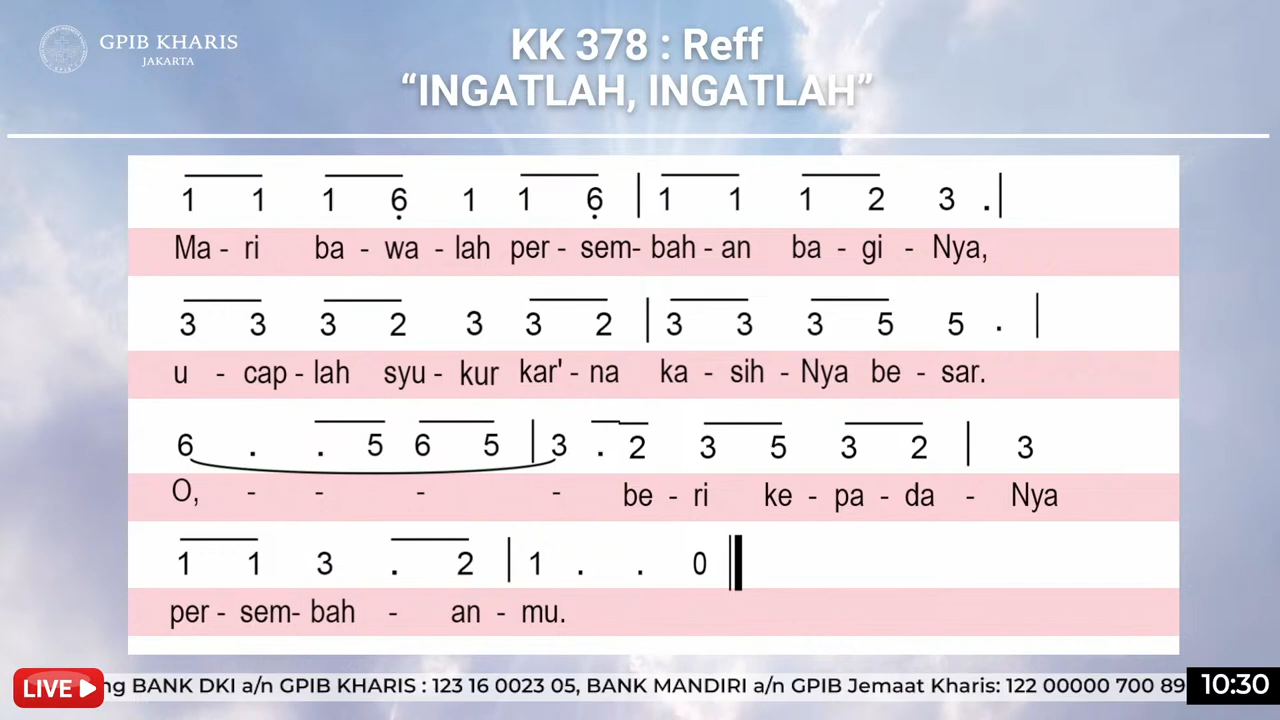 GPIB KHARIS
JAKARTA
KK 378 : Reff
“INGATLAH, INGATLAH”
1 1 1 6̣ 1 1 6̣ | 1 1 1 2 3 . |
Ma - ri ba - wa - lah per - sem- bah - an ba - gi - Nya,
3 3 3 2 3 3 2 | 3 3 3 5 5 . |
u - cap - lah syu - kur kar' - na ka - sih - Nya be - sar.
6 . . 5 6 5 | 3 . 2 3 5 3 2 | 3
O, - - - - be - ri ke - pa - da - Nya
1 1 3 . 2 | 1 . . 0
per - sem- bah - an - mu.
LIVE ng BANK DKI a/n GPIB KHARIS : 123 16 0023 05, BANK MANDIRI a/n GPIB Jemaat Kharis: 122 00000 700 89 10:30